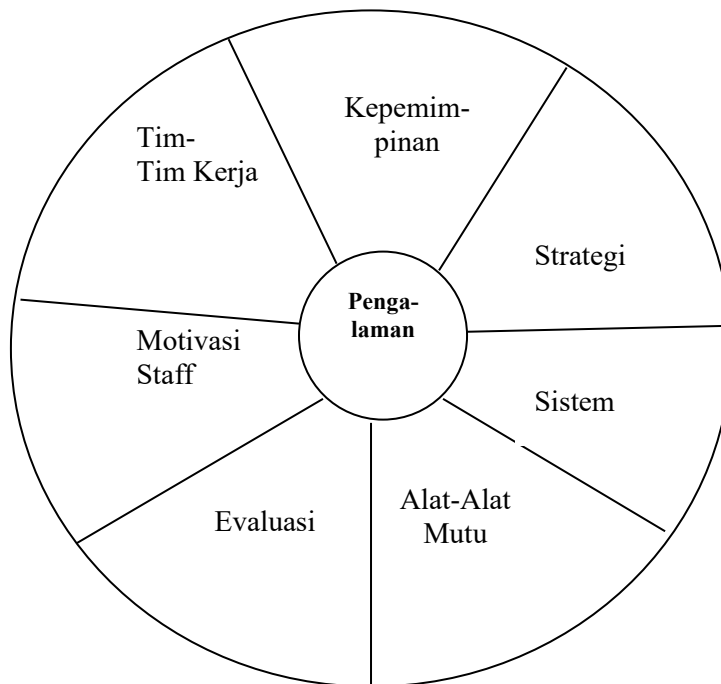 Kepemim-
pinan
Strategi
Sistem
Alat-Alat
Mutu
Evaluasi
Motivasi
Staff
Tim-
Tim Kerja
Penga-
laman